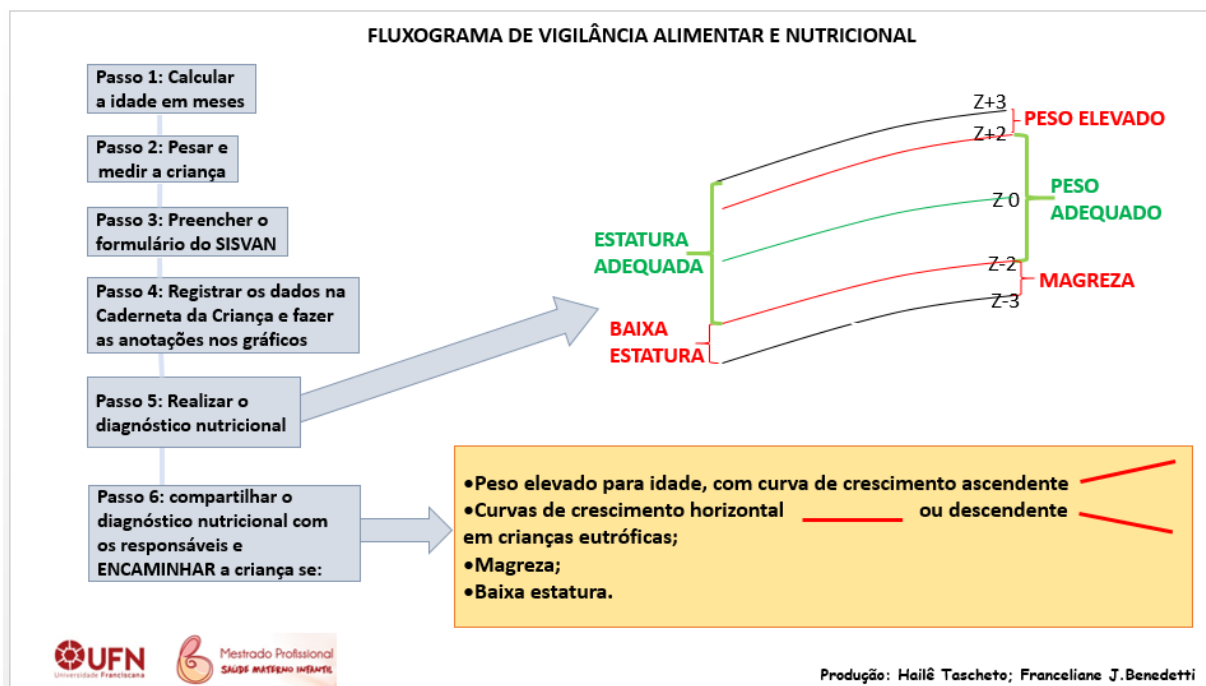 FLUXOGRAMA DE VIGILÂNCIA ALIMENTAR E NUTRICIONAL
Passo 1: Calcular
a idade em meses
Passo 2: Pesar e
medir a criança
Passo 3: Preencher o
formulário do SISVAN
Passo 4: Registrar os dados na
Caderneta da Criança e fazer
as anotações nos gráficos
Passo 5: Realizar o
diagnóstico nutricional
Passo 6: compartilhar o
diagnóstico nutricional com
os responsáveis e
ENCAMINHAR a criança se:
Z+3
PESO ELEVADO
Z+2
PESO
ADEQUADO
Z 0
ESTATURA
ADEQUADA
Z-2
MAGREZA
Z-3
BAIXA
ESTATURA
•Peso elevado para idade, com curva de crescimento ascendente
•Curvas de crescimento horizontal ou descendente
em crianças eutróficas;
•Magreza;
•Baixa estatura.
UFN
Universidade Franciscana
Mestrado Profissional
SAÚDE MATERNO INFANTIL
Produção: Hailê Tascheto; Franceliane J.Benedetti